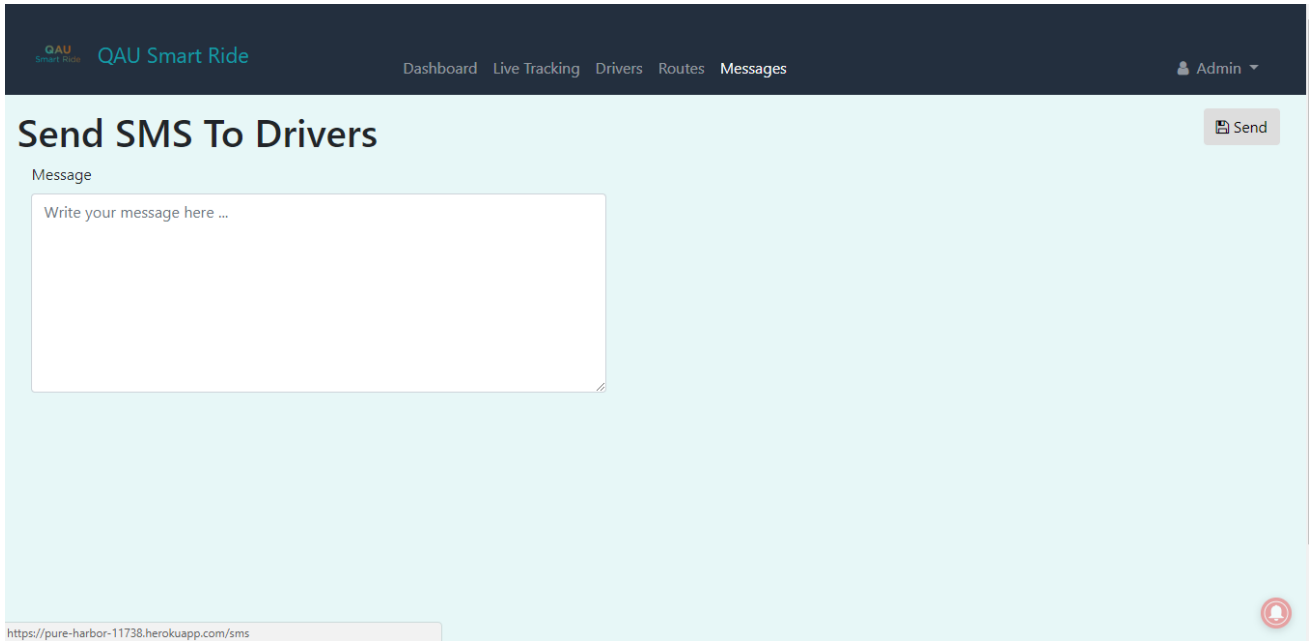 QAU
Smart Ride
QAU Smart Ride
Dashboard Live Tracking Drivers Routes Messages
Admin
Send SMS To Drivers
Send
Message
Write your message here ...
https://pure-harbor-11738.herokuapp.com/sms